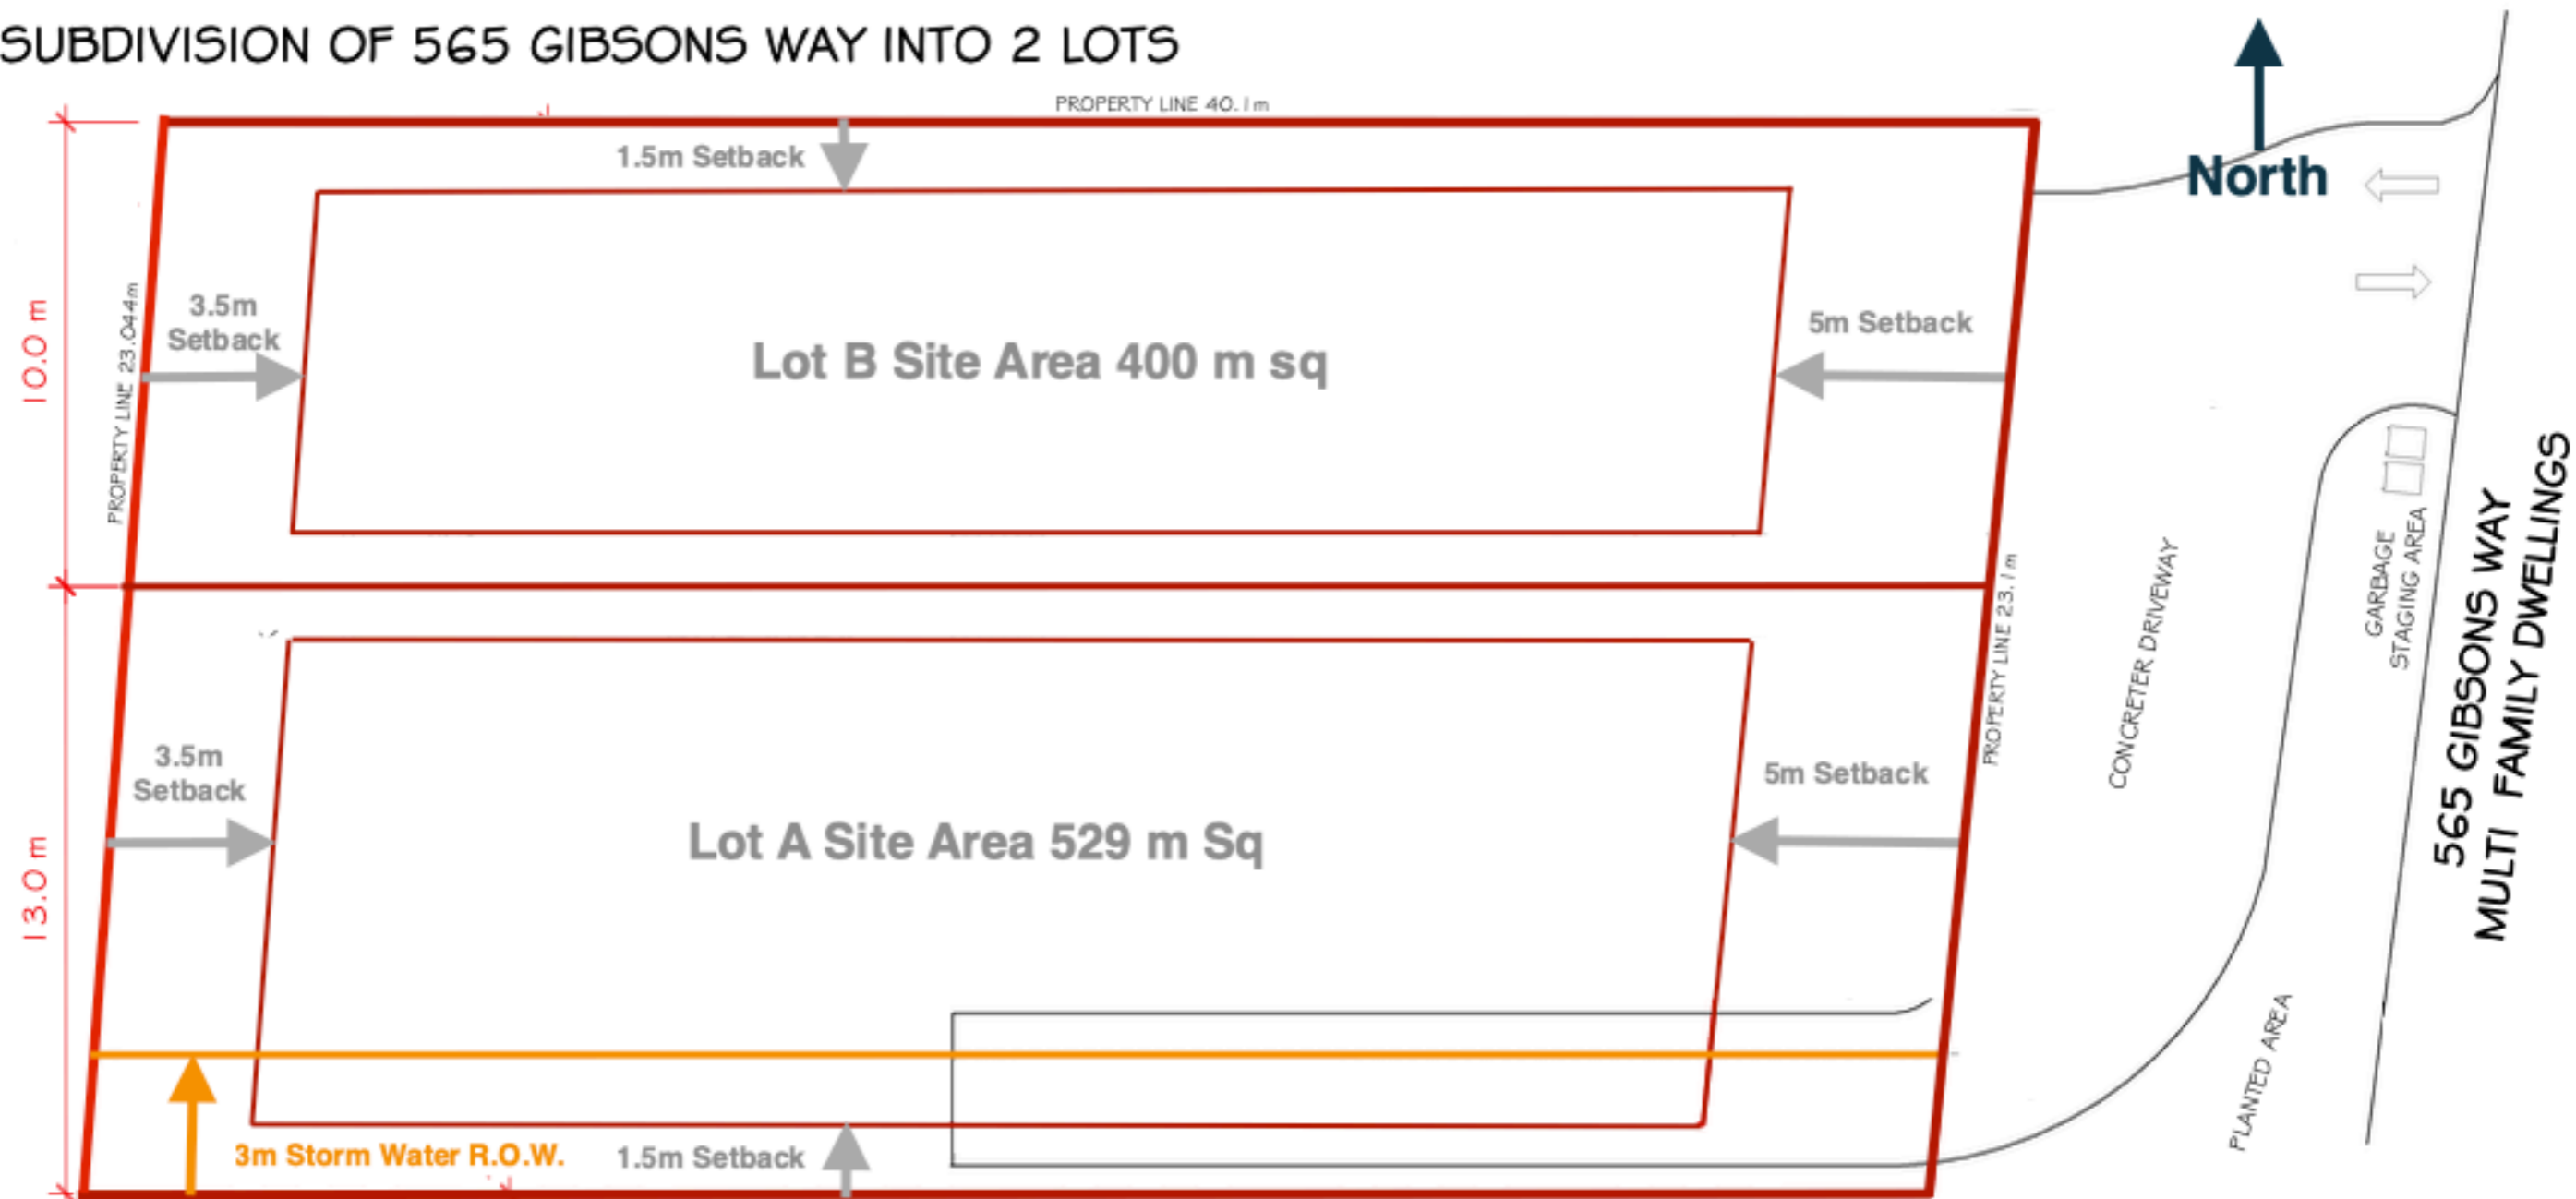 SUBDIVISION OF 565 GIBSONS WAY INTO 2 LOTS
PROPERTY LINE 40.1m
1.5m Setback
North
3.5m
Setback
5m Setback
Lot B Site Area 400 m sq
10.0 m
PROPERTY LINE 23.044m
3.5m
Setback
5m Setback
Lot A Site Area 529 m Sq
13.0 m
PROPERTY LINE 23.1m
CONCRETER DRIVEWAY
GARBAGE
STAGING AREA
565 GIBSONS WAY
MULTI FAMILY DWELLINGS
PLANTED AREA
3m Storm Water R.O.W.
1.5m Setback